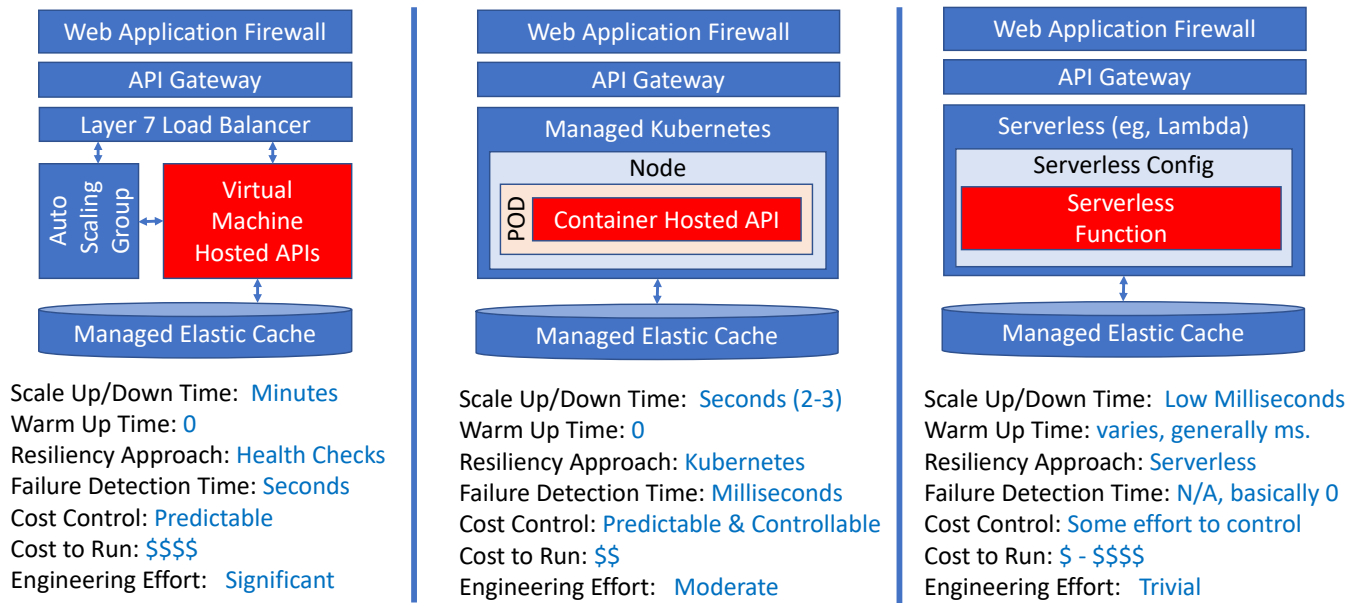 Web Application Firewall
API Gateway
Layer 7 Load Balancer
Auto
Scaling
Group
Virtual
Machine
Hosted APIs
Managed Elastic Cache
Scale Up/Down Time: Minutes
Warm Up Time: 0
Resiliency Approach: Health Checks
Failure Detection Time: Seconds
Cost Control: Predictable
Cost to Run: $$$$
Engineering Effort: Significant
Web Application Firewall
API Gateway
Managed Kubernetes
Node
POD
Container Hosted API
Managed Elastic Cache
Scale Up/Down Time: Seconds (2-3)
Warm Up Time: 0
Resiliency Approach: Kubernetes
Failure Detection Time: Milliseconds
Cost Control: Predictable & Controllable
Cost to Run: $$
Engineering Effort: Moderate
Web Application Firewall
API Gateway
Serverless (eg, Lambda)
Serverless Config
Serverless
Function
Managed Elastic Cache
Scale Up/Down Time: Low Milliseconds
Warm Up Time: varies, generally ms.
Resiliency Approach: Serverless
Failure Detection Time: N/A, basically 0
Cost Control: Some effort to control
Cost to Run: $ - $$$$
Engineering Effort: Trivial